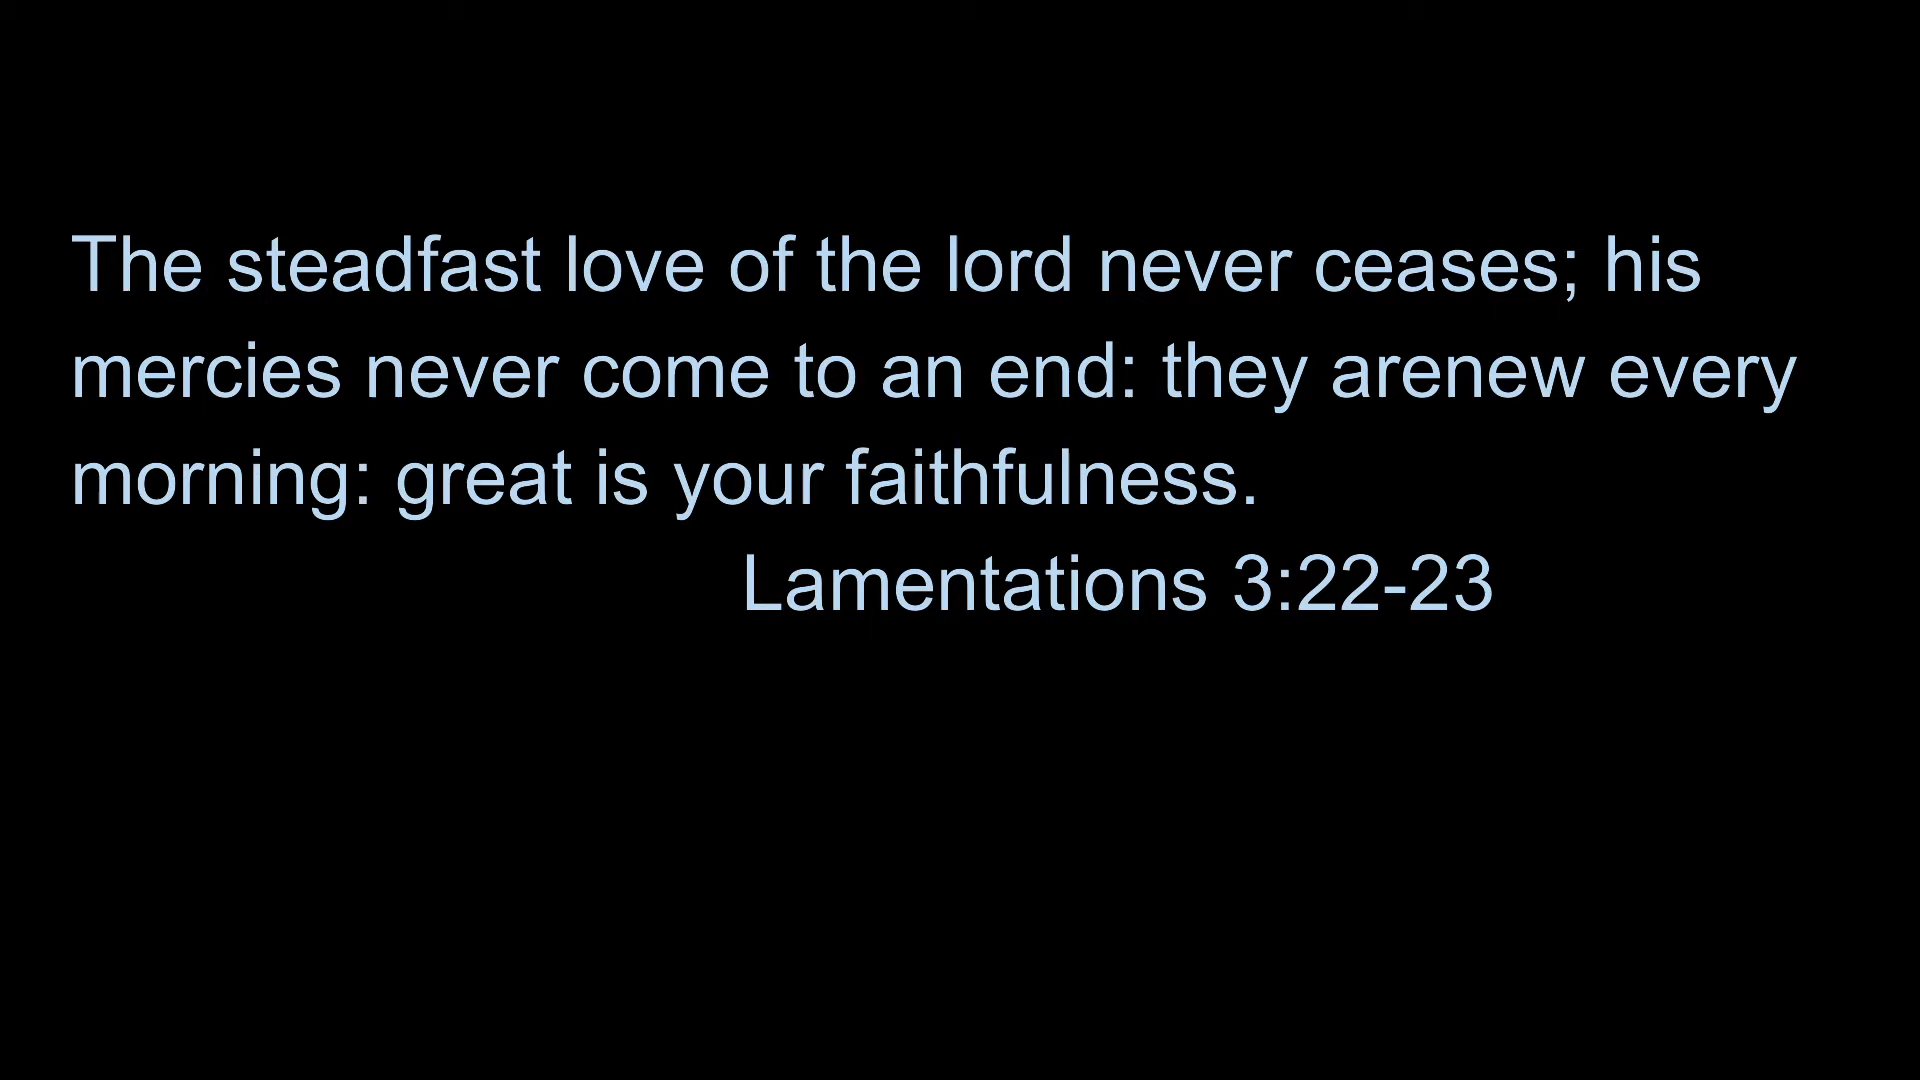 The steadfast love of the lord never ceases; his
mercies never come to an end: they arenew every
morning: great is your faithfulness.
Lamentations 3:22-23